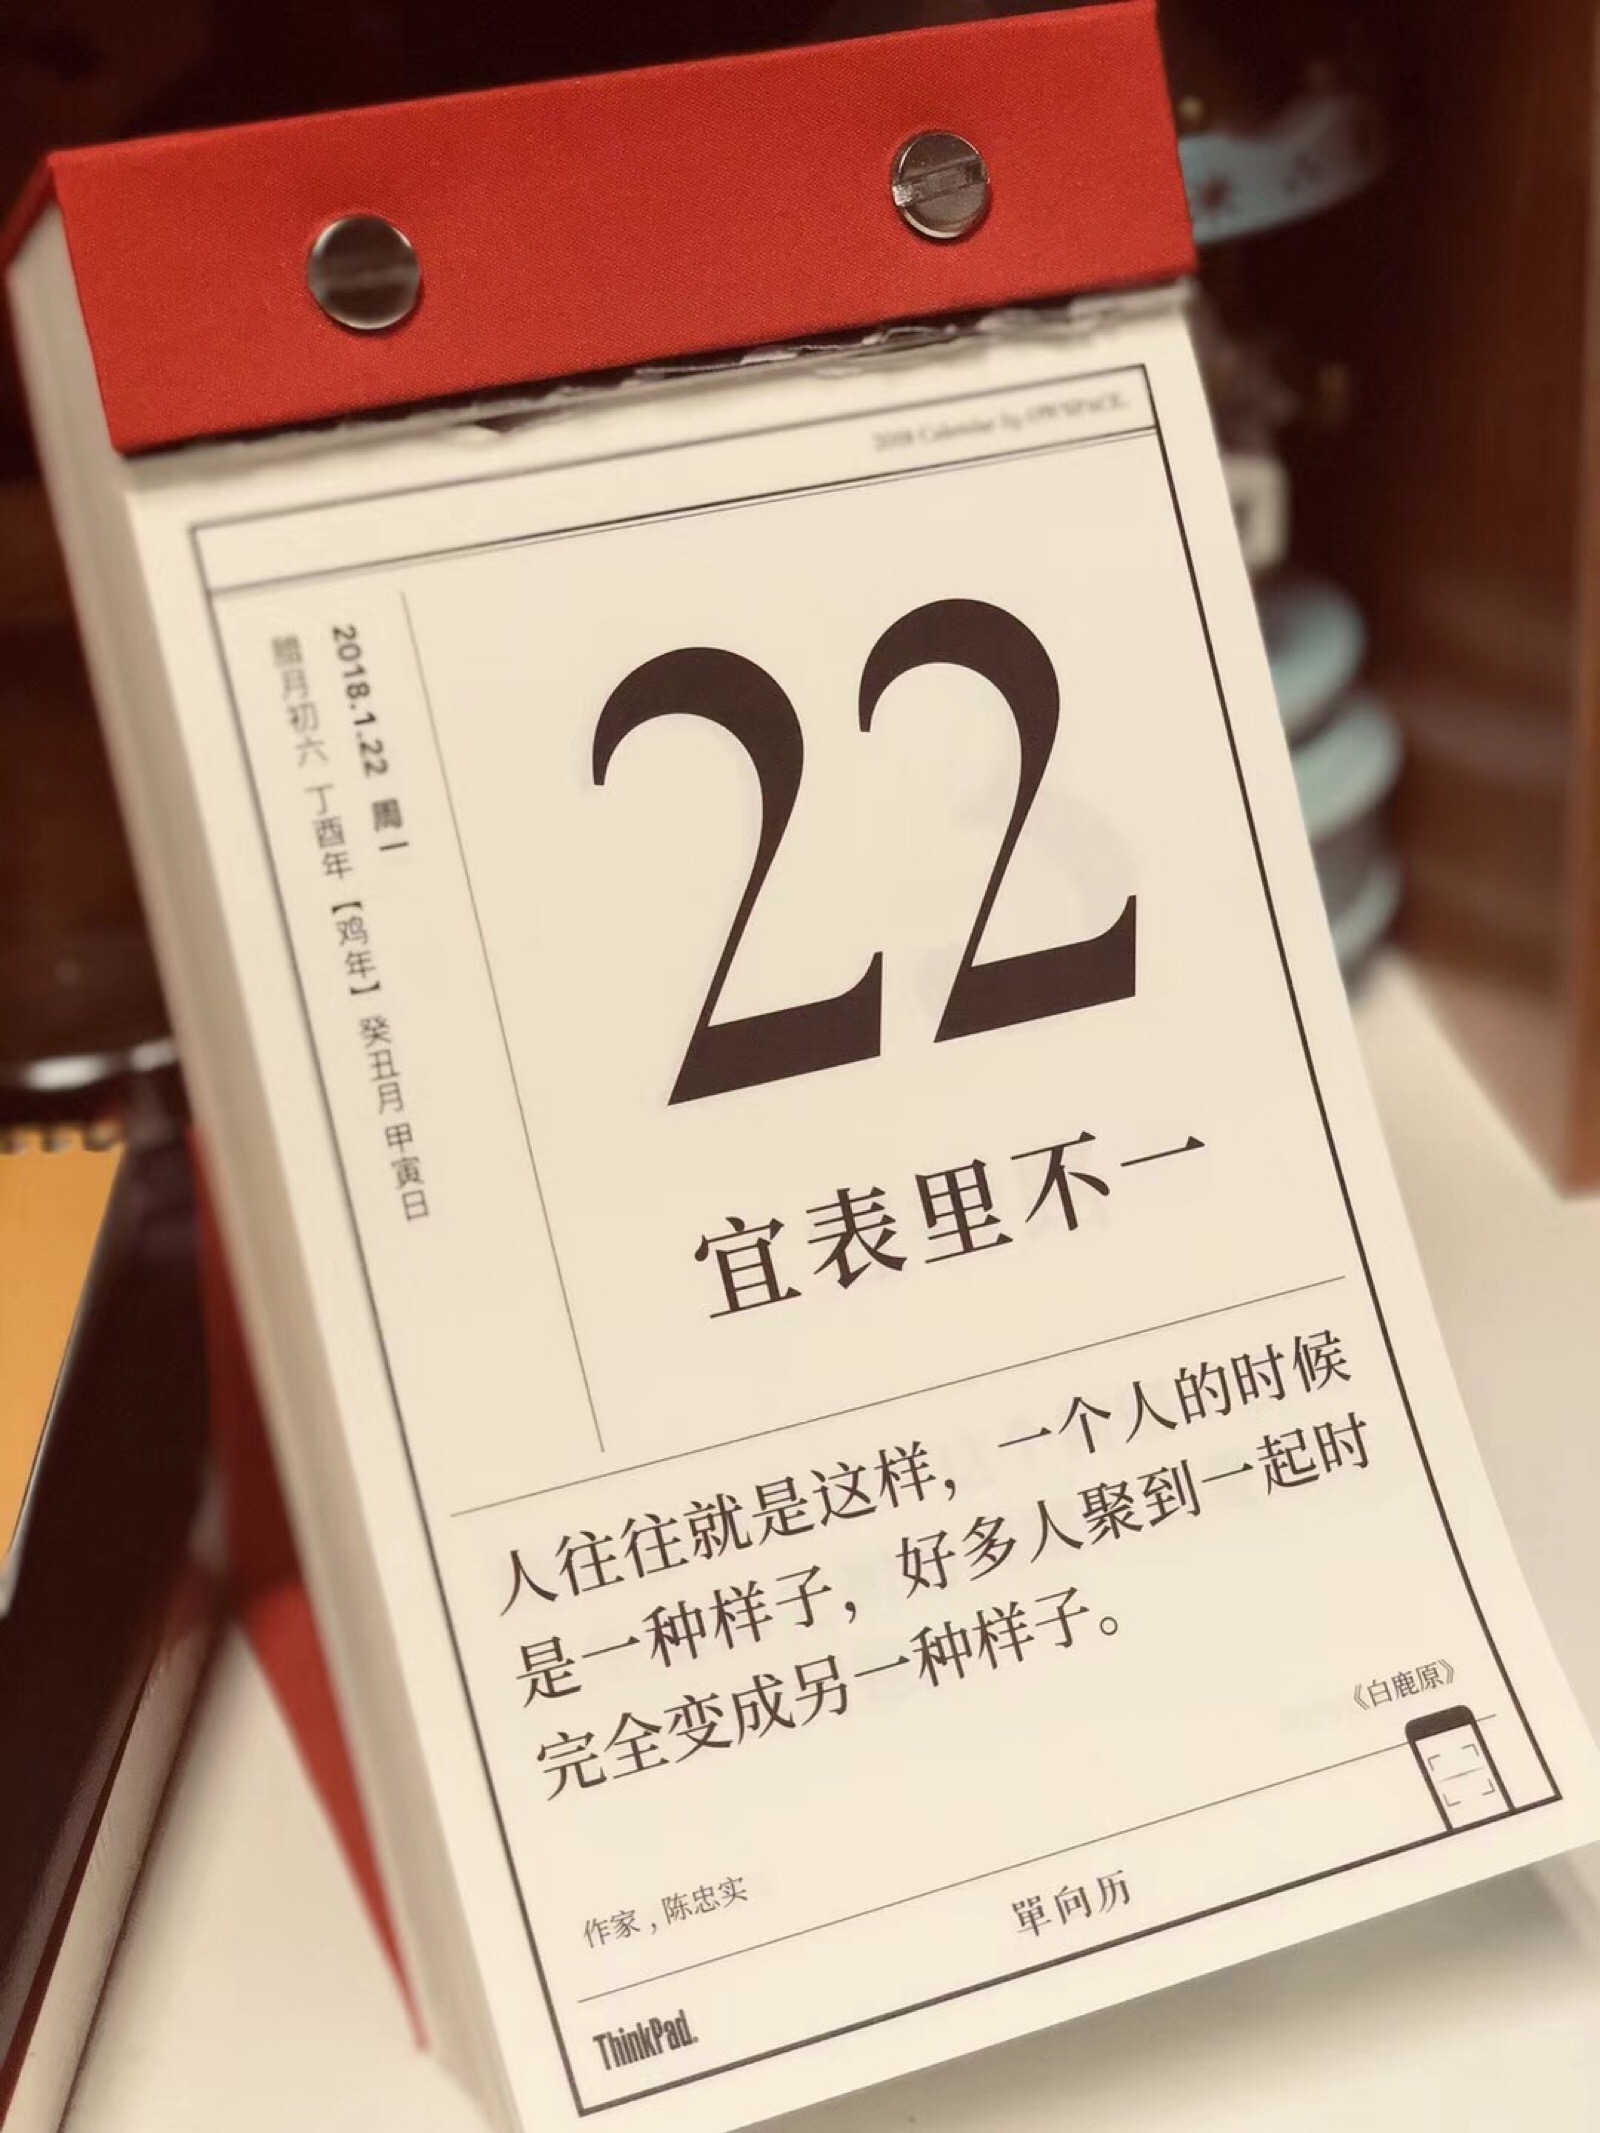 2018 Calendar by OWSPACE.
2018.1.22 周一
腊月初六 丁酉年【鸡年】癸丑月 甲寅日
22
宜表里不一
人往往就是这样，一个人的时候
是一种样子，好多人聚到一起时
完全变成另一种样子。
《白鹿原》
作家，陈忠实
單向历
ThinkPad.